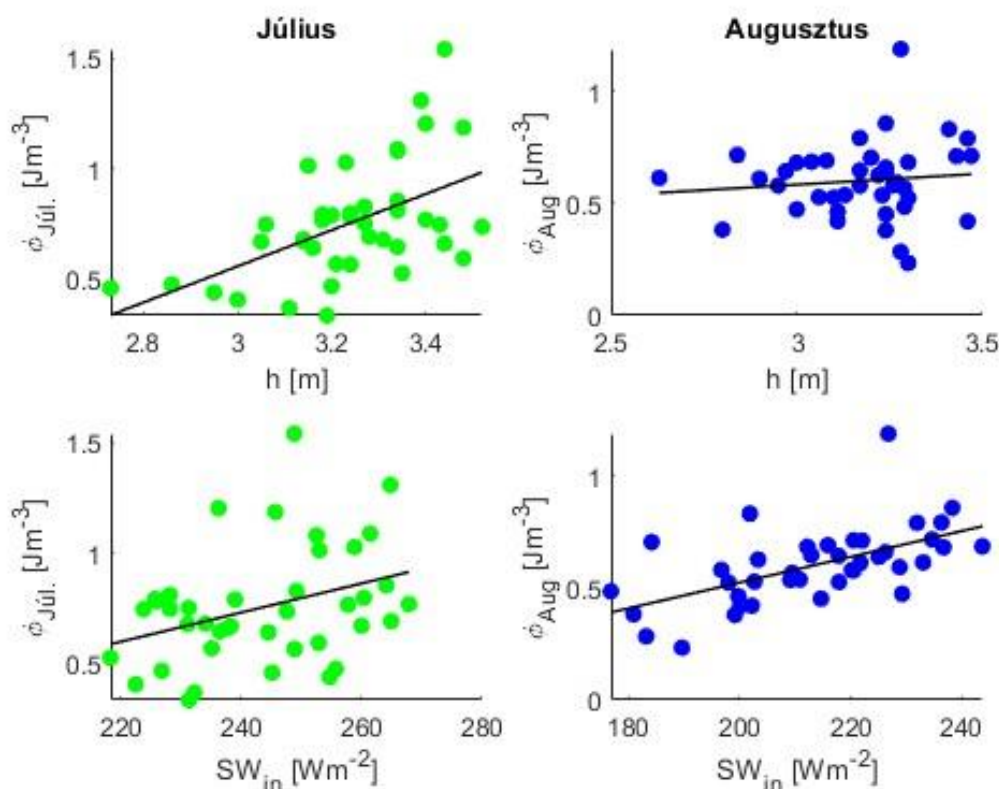 Július
Augusztus
1.5
1
0.5
ϕ̇Júl. [Jm⁻³]
2.8 3 3.2 3.4
h [m]
1
0.5
0
ϕ̇Aug [Jm⁻³]
2.5 3 3.5
h [m]
1.5
1
0.5
ϕ̇Júl. [Jm⁻³]
220 240 260 280
SWin [Wm⁻²]
1
0.5
0
ϕ̇Aug [Jm⁻³]
180 200 220 240
SWin [Wm⁻²]